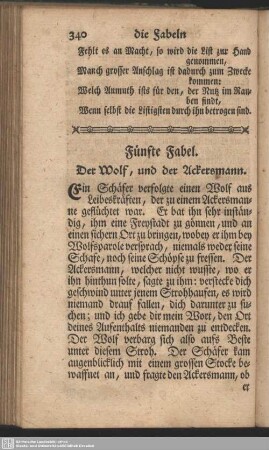 340 die Fabeln
Fehlt es an Macht, so wird die List zur Hand
genommen,
Manch grosser Anschlag ist dadurch zum Zwecke
kommen:
Welch Anmuth ists für den, der Nutz im Rau-
ben findt,
Wenn selbst die Listigsten durch ihn betrogen sind.
Fünfte Fabel.
Der Wolf, und der Ackersmann.
Ein Schäfer verfolgte einen Wolf aus
Leibeskräften, der zu einem Ackersman-
ne geflüchtet war. Er bat ihn sehr instän-
dig, ihm eine Freystadt zu gönnen, und an
einen sichern Ort zu bringen, wobey er ihm bey
Wolfsparole versprach, niemals weder seine
Schafe, noch seine Schöpse zu fressen. Der
Ackersmann, welcher nicht wusste, wo er
ihn hinthun solte, sagte zu ihm: verstecke dich
geschwind unter jenem Strohhaufen, es wird
niemand drauf fallen, dich darunter zu su-
chen; und ich gebe dir mein Wort, den Ort
deines Aufenthalts niemanden zu entdecken.
Der Wolf verbarg sich also aufs Beste
unter diesem Stroh. Der Schäfer kam
augenblicklich mit einem grossen Stocke be-
waffnet an, und fragte den Ackersmann, ob
er